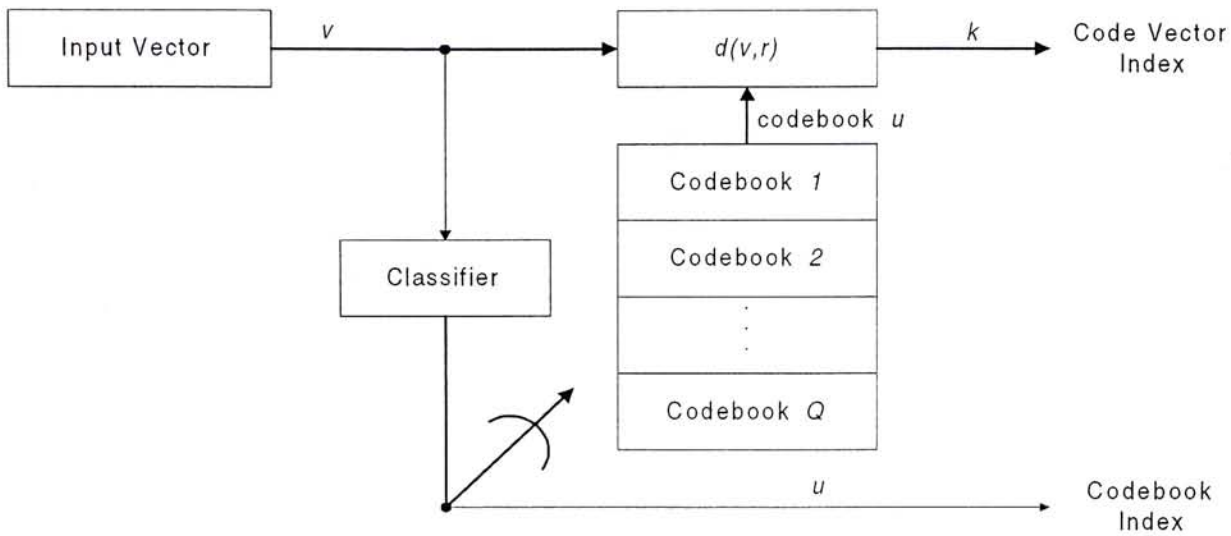 Input Vector
v
d(v,r)
k
Code Vector
Index
codebook u
Codebook 1
Codebook 2
Classifier
.
.
.
Codebook Q
u
Codebook
Index